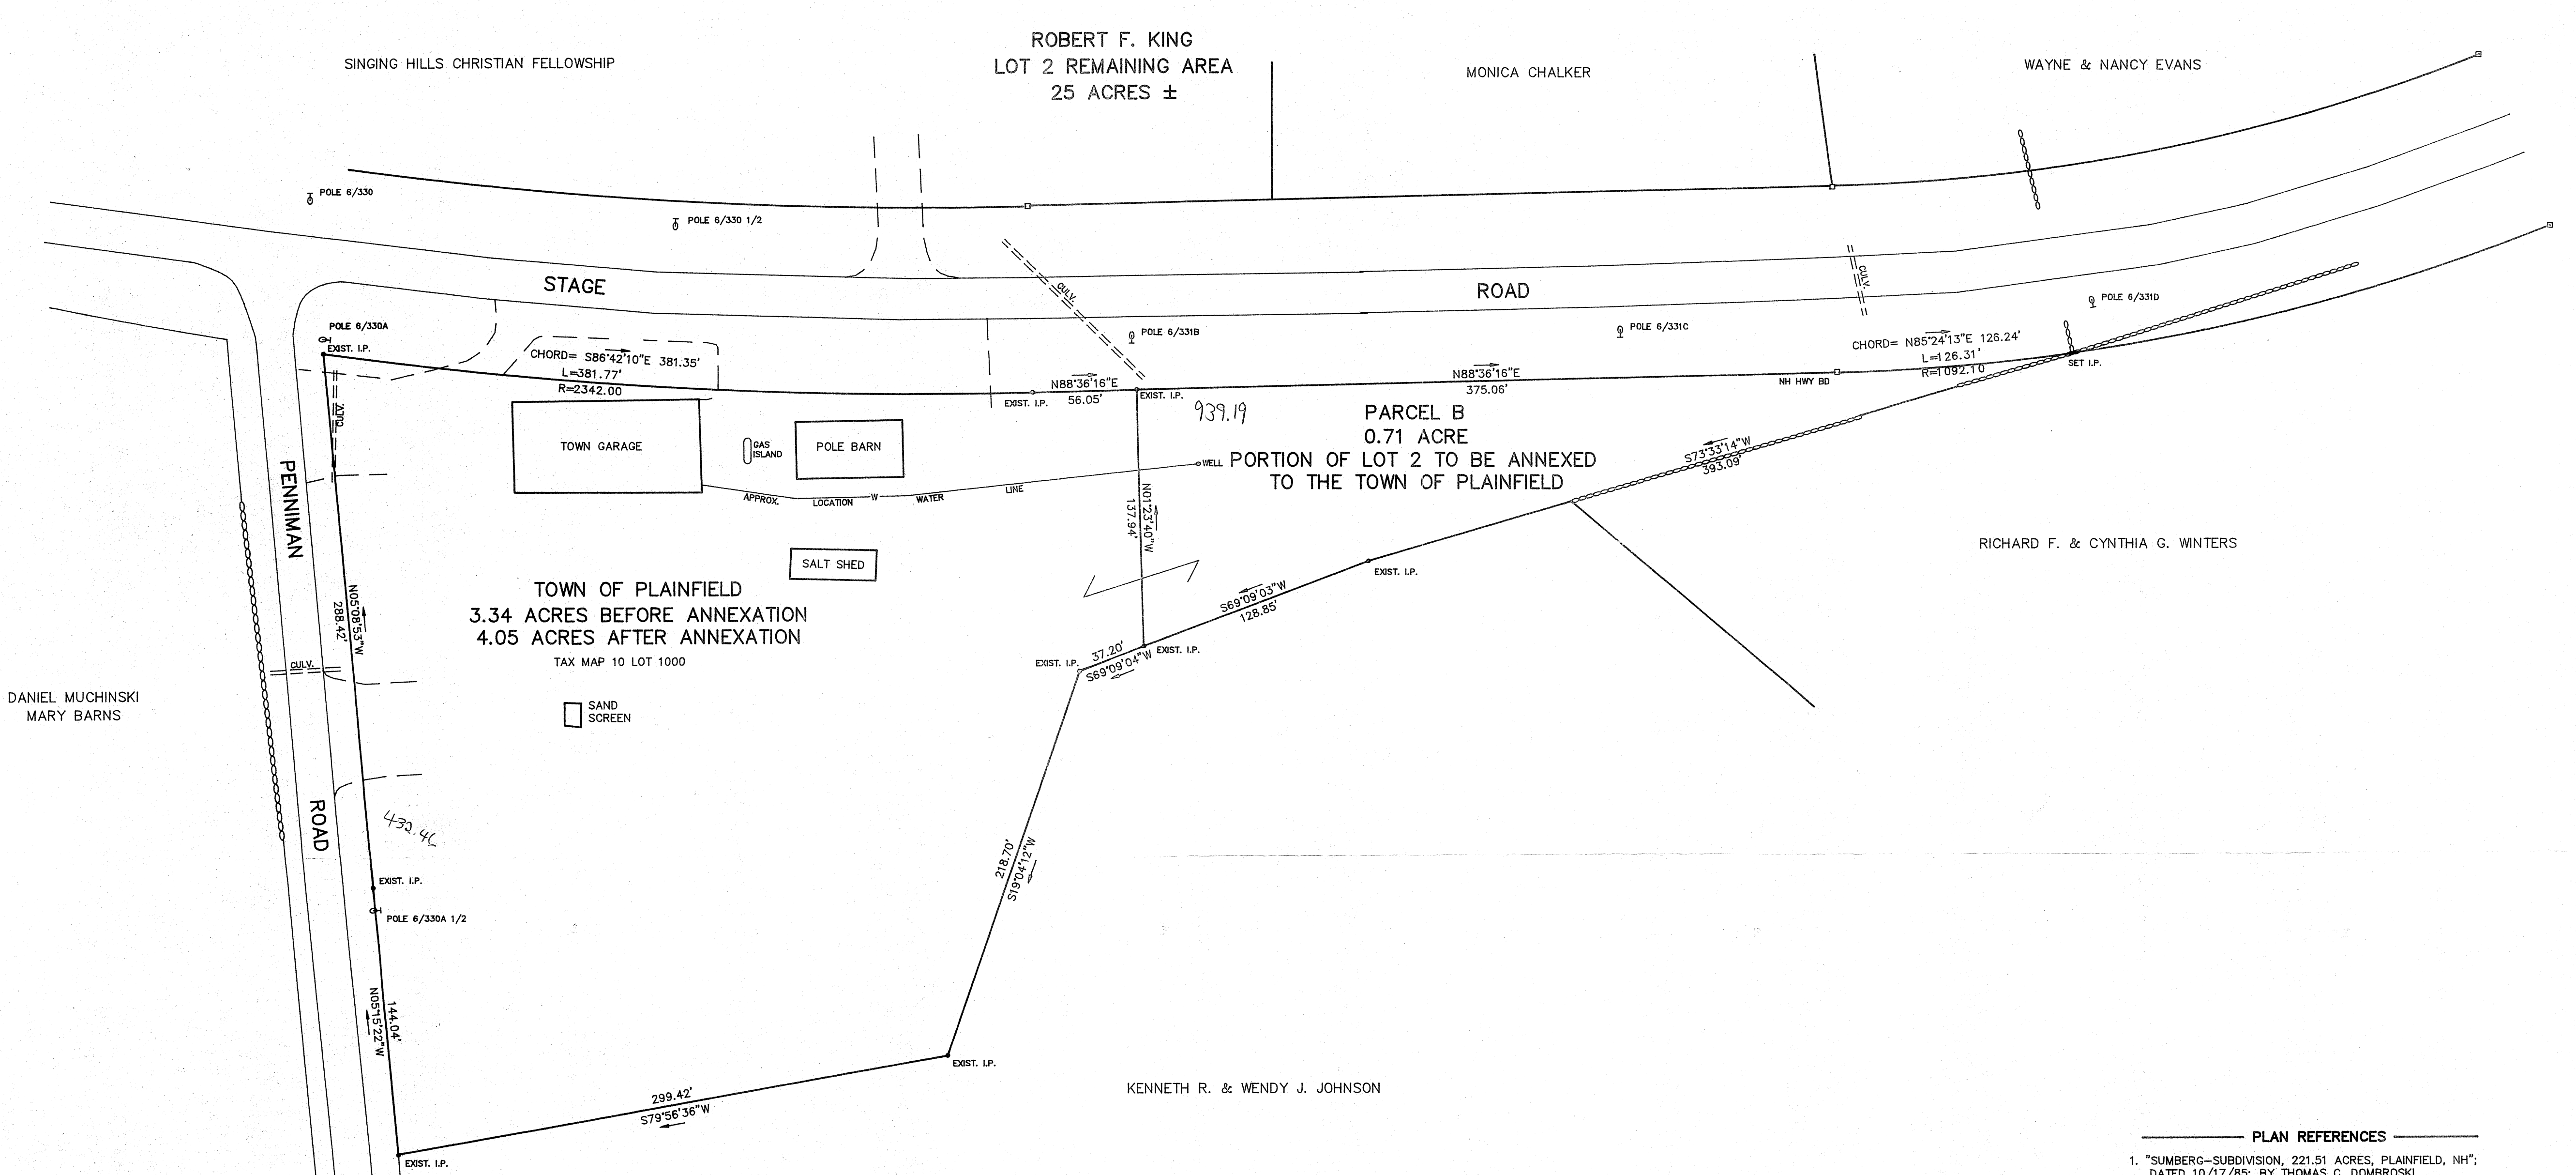 ROBERT F. KING
LOT 2 REMAINING AREA
25 ACRES ±
SINGING HILLS CHRISTIAN FELLOWSHIP
MONICA CHALKER
WAYNE & NANCY EVANS
POLE 6/330
POLE 6/330 1/2
STAGE
ROAD
CULV.
CULV.
POLE 6/331D
POLE 6/330A
EXIST. I.P.
POLE 6/331B
POLE 6/331C
CHORD= S86°42'10"E 381.35'
L=381.77'
R=2342.00
CHORD= N85°24'13"E 126.24'
L=126.31'
R=1092.10
SET I.P.
N88°36'16"E
56.05'
EXIST. I.P.
EXIST. I.P.
N88°36'16"E
375.06'
NH HWY BD
CULV.
939.19
PARCEL B
0.71 ACRE
PORTION OF LOT 2 TO BE ANNEXED
TO THE TOWN OF PLAINFIELD
TOWN GARAGE
GAS
ISLAND
POLE BARN
WELL
APPROX. LOCATION W WATER LINE
S73°33'14"W
393.09'
PENNIMAN
N01°23'40"W
137.94'
SALT SHED
RICHARD F. & CYNTHIA G. WINTERS
EXIST. I.P.
TOWN OF PLAINFIELD
3.34 ACRES BEFORE ANNEXATION
4.05 ACRES AFTER ANNEXATION
TAX MAP 10 LOT 1000
S69°09'03"W
128.85'
N05°08'53"W
288.42'
37.20'
S69°09'04"W
EXIST. I.P.
EXIST. I.P.
CULV.
DANIEL MUCHINSKI
MARY BARNS
SAND
SCREEN
ROAD
218.70'
S19°04'12"W
EXIST. I.P.
POLE 6/330A 1/2
144.04'
N05°15'22"W
EXIST. I.P.
299.42'
S79°56'36"W
EXIST. I.P.
KENNETH R. & WENDY J. JOHNSON
PLAN REFERENCES
1. "SUMBERG-SUBDIVISION, 221.51 ACRES, PLAINFIELD, NH";
DATED 10/17/85; BY THOMAS C. DOMBROSKI